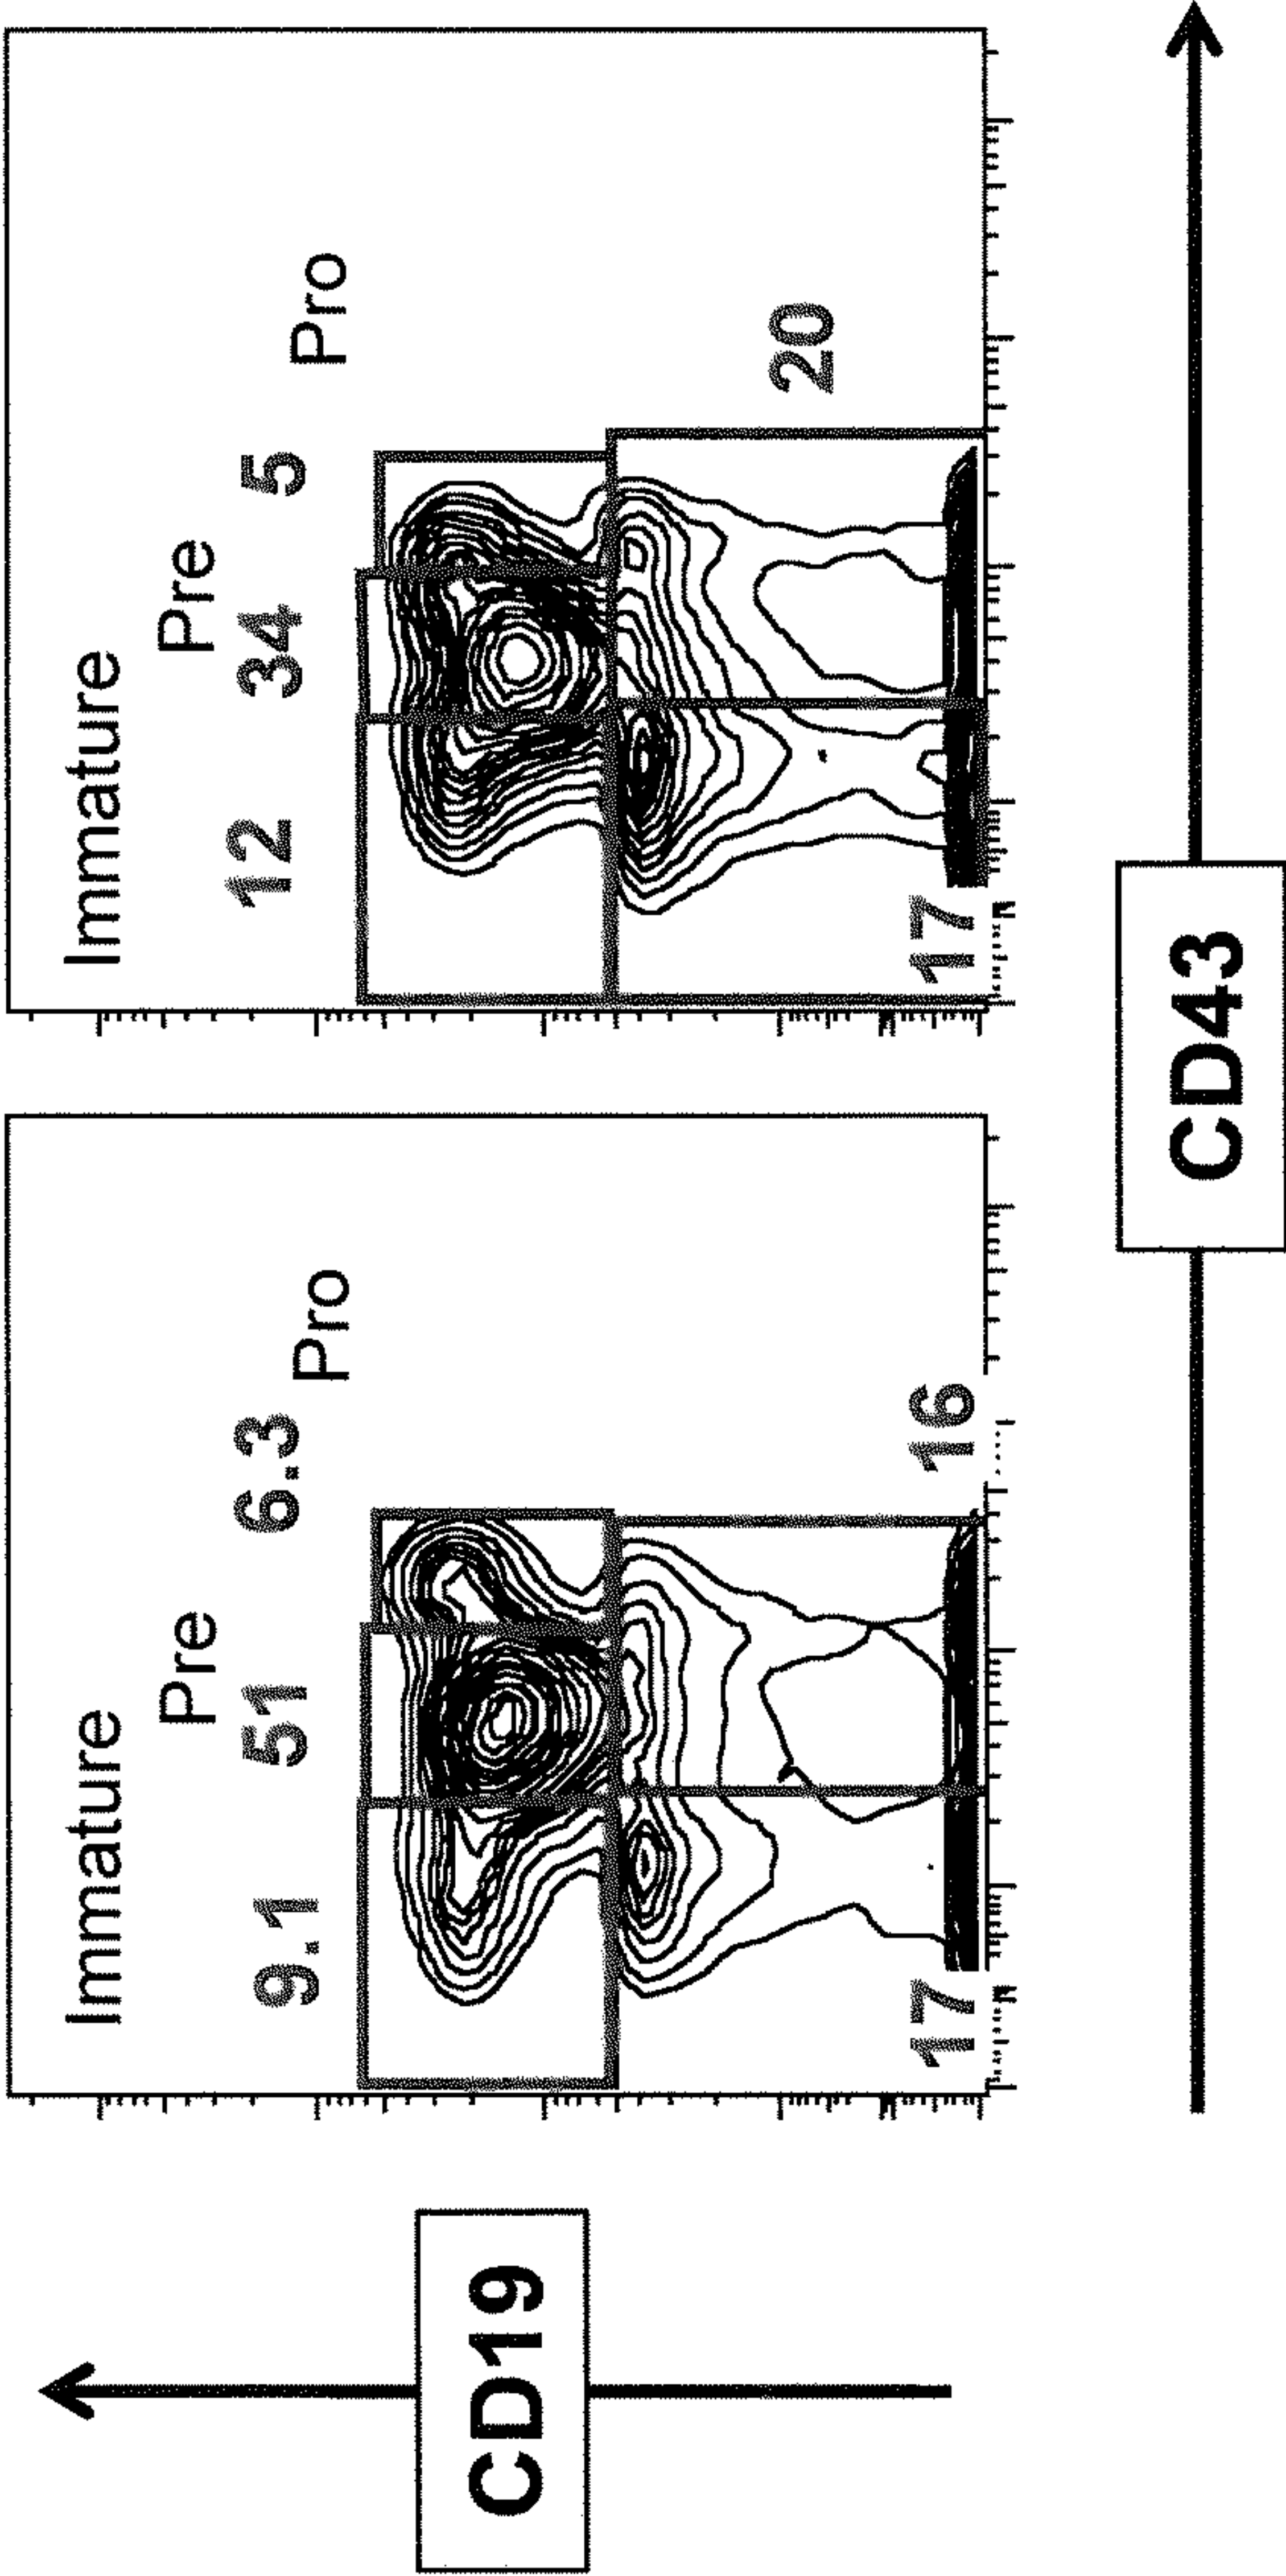 CD19
Immature
Pre
9.1 51 6.3
Pro
17 16
Immature
Pre
12 34 5
Pro
20
17
CD43